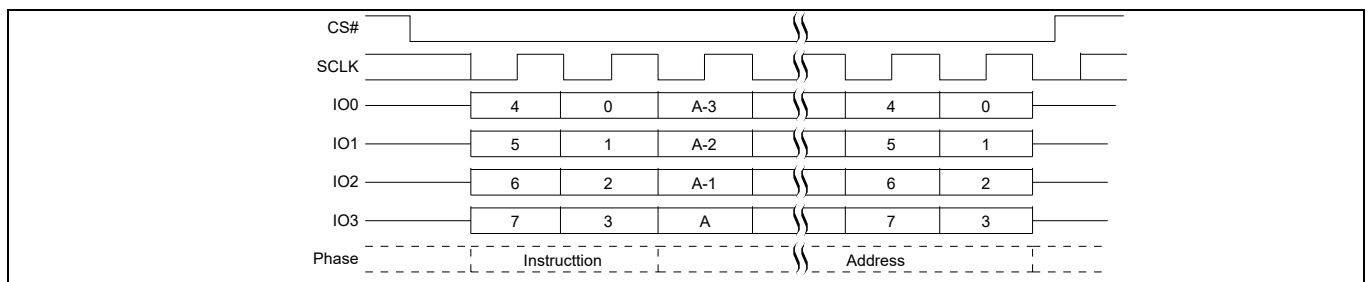 CS#
SCLK
IO0 4 0 A-3 4 0
IO1 5 1 A-2 5 1
IO2 6 2 A-1 6 2
IO3 7 3 A 7 3
Phase Instructtion Address